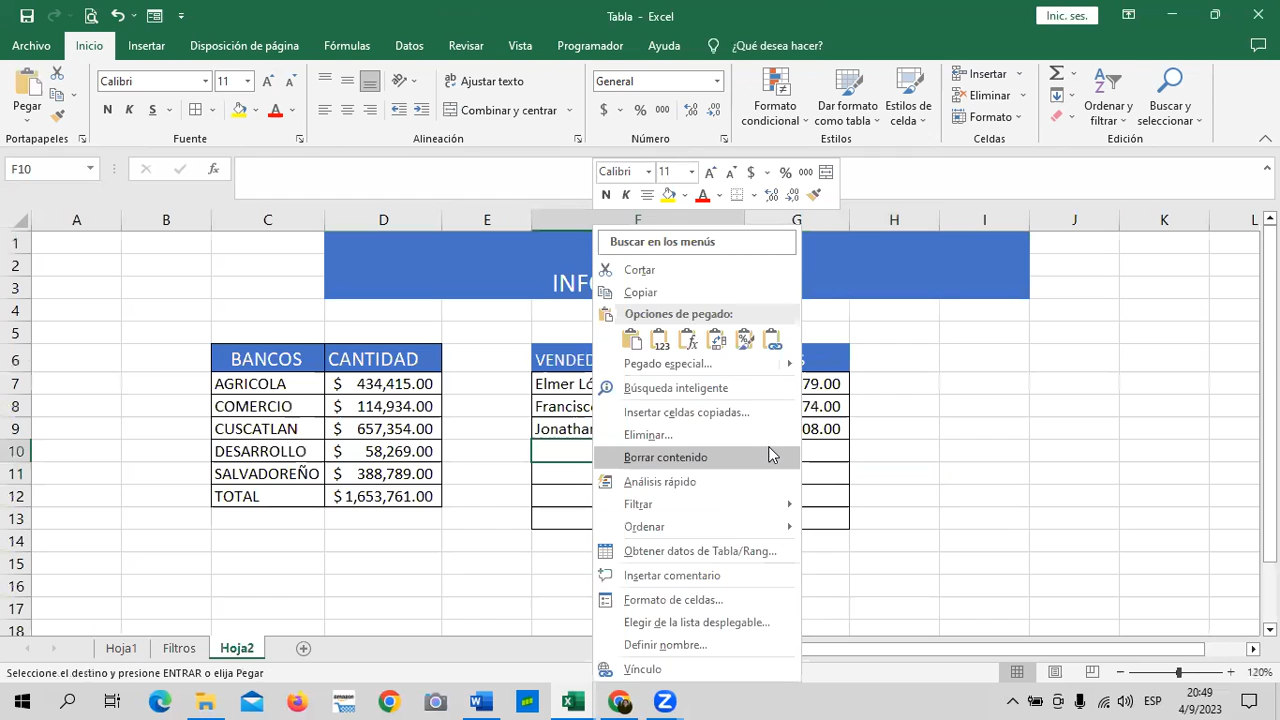 Tabla - Excel
Inic. ses.
Archivo Inicio Insertar Disposición de página Fórmulas Datos Revisar Vista Programador Ayuda ¿Qué desea hacer?
Pegar
Calibri 11
N K S
Ajustar texto
Combinar y centrar
General
$ % 000
Formato condicional
Dar formato como tabla
Estilos de celda
Insertar
Eliminar
Formato
Ordenar y filtrar
Buscar y seleccionar
Portapapeles Fuente Alineación Número Estilos Celdas Edición
F10
Calibri 11 $ % 000
N K A
A B C D E F G H I J K L
1
2
3 INFO
4
5
6 BANCOS CANTIDAD VENDED S
7 AGRICOLA $ 434,415.00 Elmer Ló 79.00
8 COMERCIO $ 114,934.00 Francisc 74.00
9 CUSCATLAN $ 657,354.00 Jonathan 08.00
10 DESARROLLO $ 58,269.00
11 SALVADOREÑO $ 388,789.00
12 TOTAL $ 1,653,761.00
13
14
15
16
17
18
Buscar en los menús
Cortar
Copiar
Opciones de pegado:
Pegado especial...
Búsqueda inteligente
Insertar celdas copiadas...
Eliminar...
Borrar contenido
Análisis rápido
Filtrar
Ordenar
Obtener datos de Tabla/Rang...
Insertar comentario
Formato de celdas...
Elegir de la lista desplegable...
Definir nombre...
Vínculo
Hoja1 Filtros Hoja2
Seleccione el destino y presione ENTRAR o elija Pegar
120%
ESP
20:49
4/9/2023